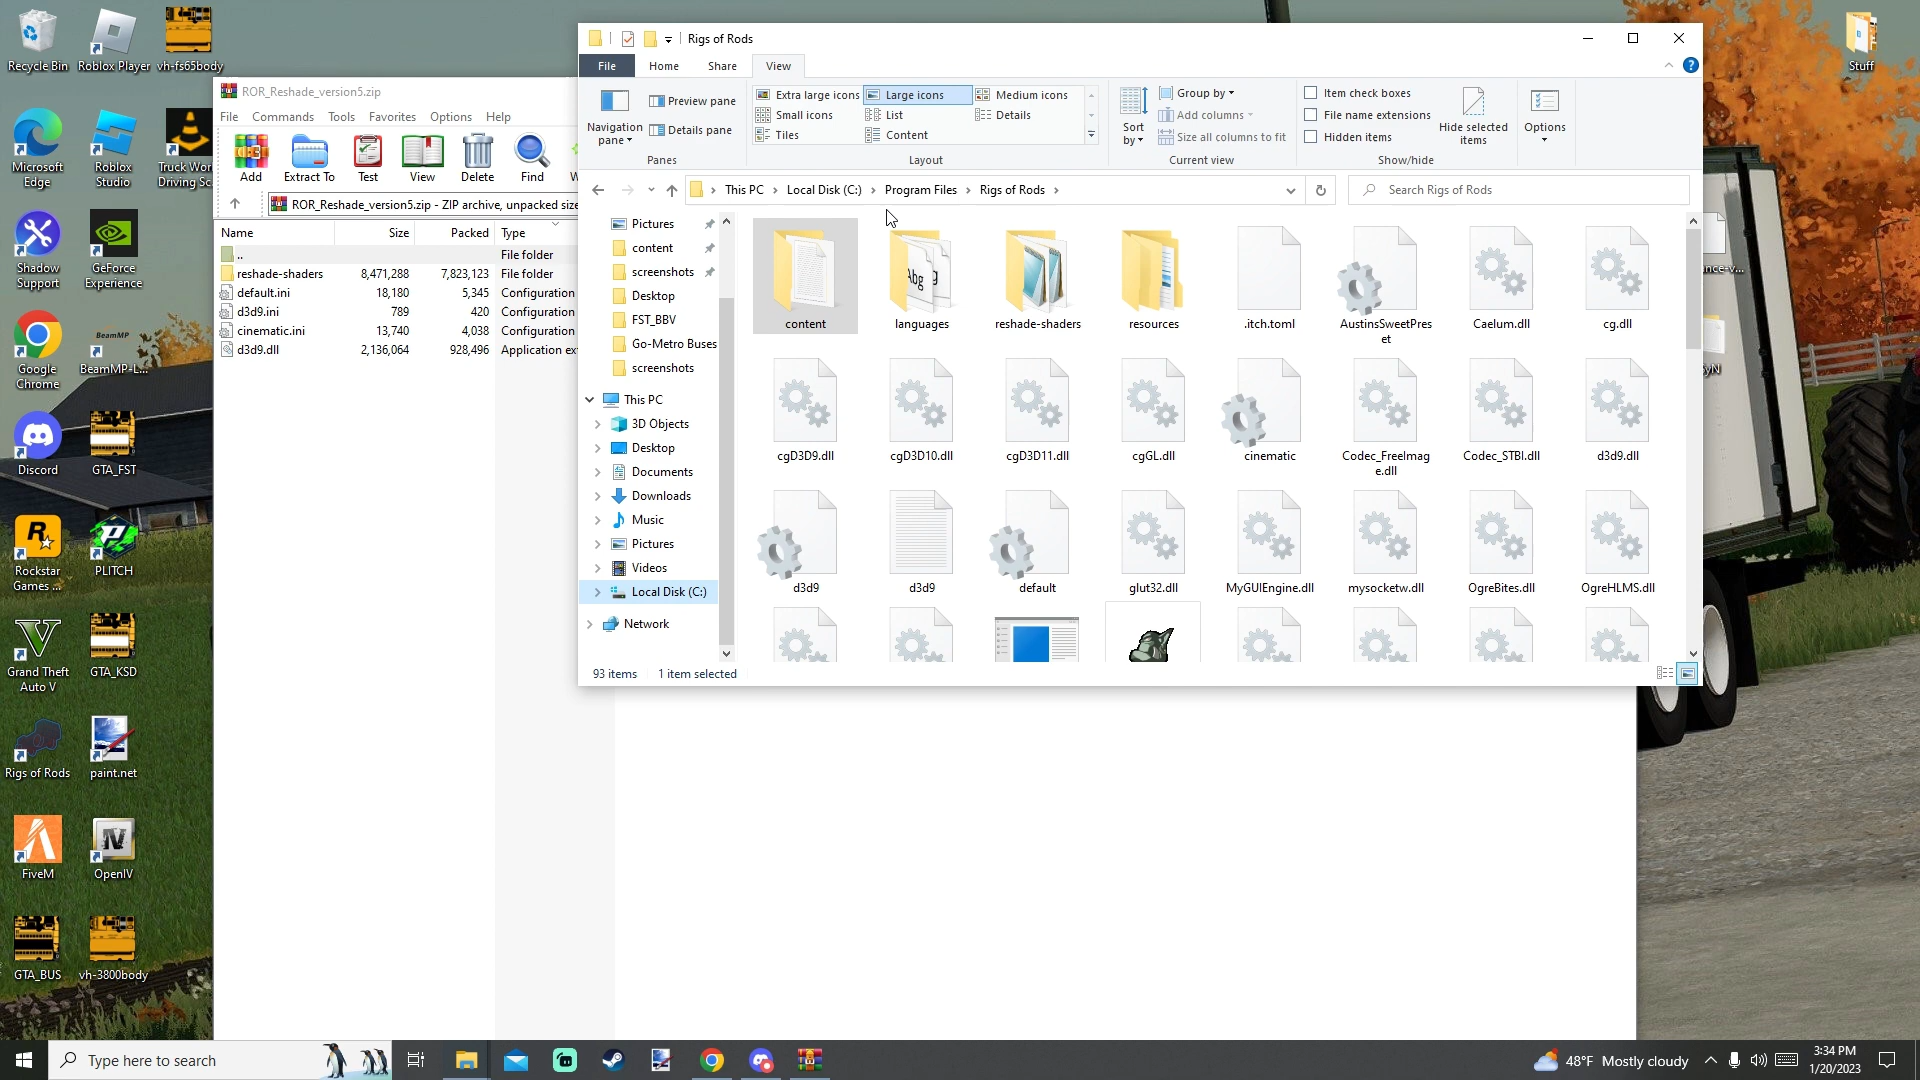 Recycle Bin
Roblox Player
vh-fs65body
Microsoft
Edge
Roblox
Studio
Truck Wor
Driving Sc
Shadow
Support
GeForce
Experience
Google
Chrome
BeamMP
BeamMP-L...
Discord
GTA_FST
Rockstar
Games ...
PLITCH
Grand Theft
Auto V
GTA_KSD
Rigs of Rods
paint.net
FiveM
OpenIV
GTA_BUS
vh-3800body
Stuff
ROR_Reshade_version5.zip
File Commands Tools Favorites Options Help
Add Extract To Test View Delete Find
ROR_Reshade_version5.zip - ZIP archive, unpacked size
Name Size Packed Type
.. File folder
reshade-shaders 8,471,288 7,823,123 File folder
default.ini 18,180 5,345 Configuration
d3d9.ini 789 420 Configuration
cinematic.ini 13,740 4,038 Configuration
d3d9.dll 2,136,064 928,496 Application ex
Rigs of Rods
File Home Share View
Navigation
pane
Preview pane
Details pane
Panes
Extra large icons Large icons Medium icons
Small icons List Details
Tiles Content
Layout
Sort
by
Group by
Add columns
Size all columns to fit
Current view
Item check boxes
File name extensions
Hidden items
Hide selected
items
Show/hide
Options
This PC Local Disk (C:) Program Files Rigs of Rods
Search Rigs of Rods
Pictures
content
screenshots
Desktop
FST_BBV
Go-Metro Buses
screenshots
This PC
3D Objects
Desktop
Documents
Downloads
Music
Pictures
Videos
Local Disk (C:)
Network
Abg
content languages reshade-shaders resources .itch.toml AustinsSweetPres
et Caelum.dll cg.dll
cgD3D9.dll cgD3D10.dll cgD3D11.dll cgGL.dll cinematic Codec_FreeImag
e.dll Codec_STBI.dll d3d9.dll
d3d9 d3d9 default glut32.dll MyGUIEngine.dll mysocketw.dll OgreBites.dll OgreHLMS.dll
93 items 1 item selected
Type here to search
48°F Mostly cloudy
3:34 PM
1/20/2023